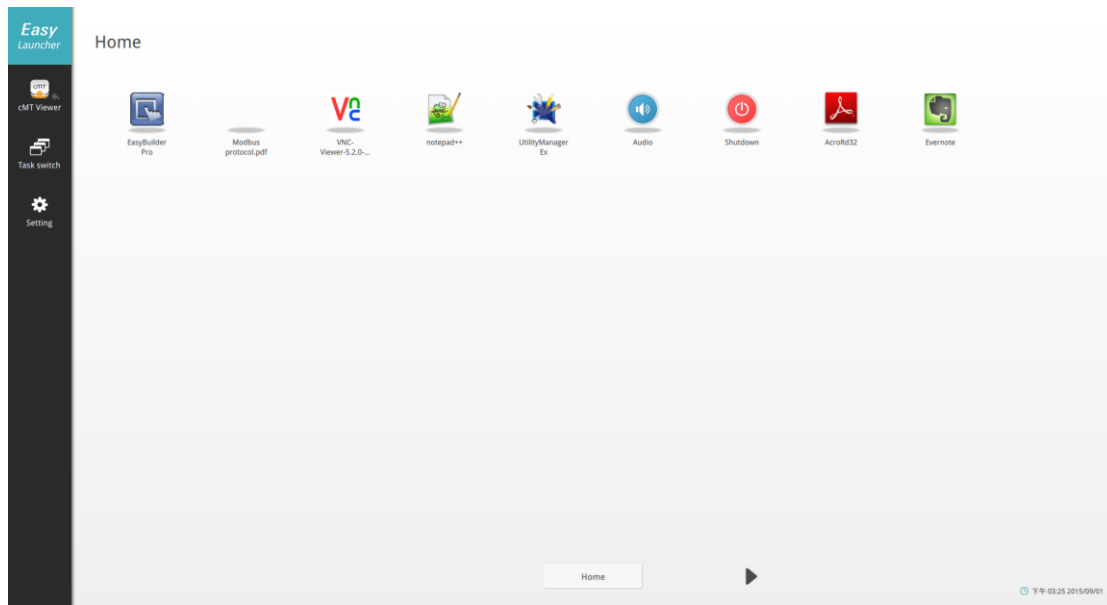 Easy
Launcher
Home
cMT
cMT Viewer
Task switch
Setting
EasyBuilder
Pro
Modbus
protocol.pdf
VNC-
Viewer-5.2.0-...
notepad++
UtilityManager
Ex
Audio
Shutdown
AcroRd32
Evernote
Home
下午 03:25 2015/09/01